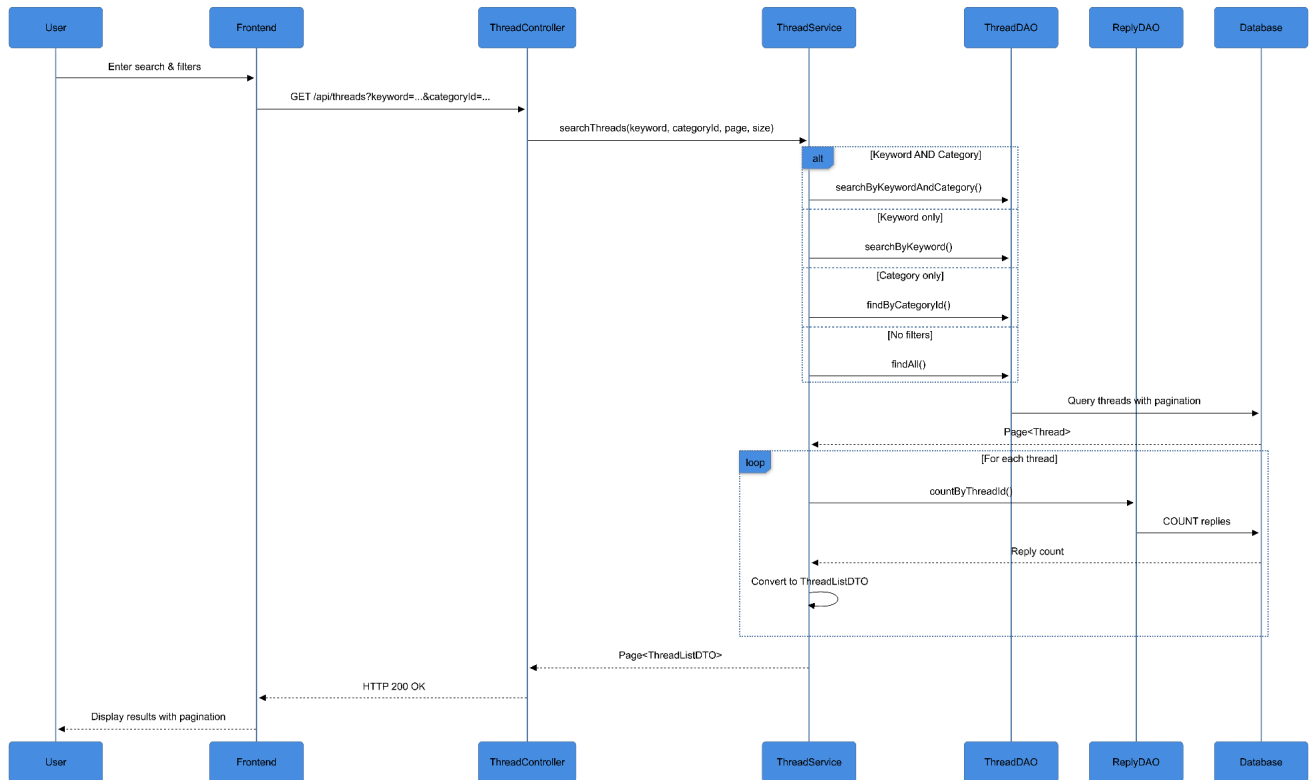 User
Frontend
ThreadController
ThreadService
ThreadDAO
ReplyDAO
Database
Enter search & filters
GET /api/threads?keyword=...&categoryId=...
searchThreads(keyword, categoryId, page, size)
alt
[Keyword AND Category]
searchByKeywordAndCategory()
[Keyword only]
searchByKeyword()
[Category only]
findByCategoryId()
[No filters]
findAll()
Query threads with pagination
Page<Thread>
loop
[For each thread]
countByThreadId()
COUNT replies
Reply count
Convert to ThreadListDTO
Page<ThreadListDTO>
HTTP 200 OK
Display results with pagination
User
Frontend
ThreadController
ThreadService
ThreadDAO
ReplyDAO
Database